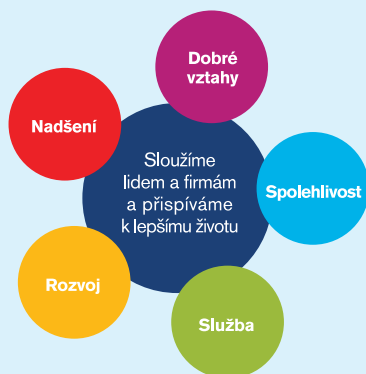 Dobré
vztahy
Nadšení
Sloužíme
lidem a firmám
a přispíváme
k lepšímu životu
Spolehlivost
Rozvoj
Služba